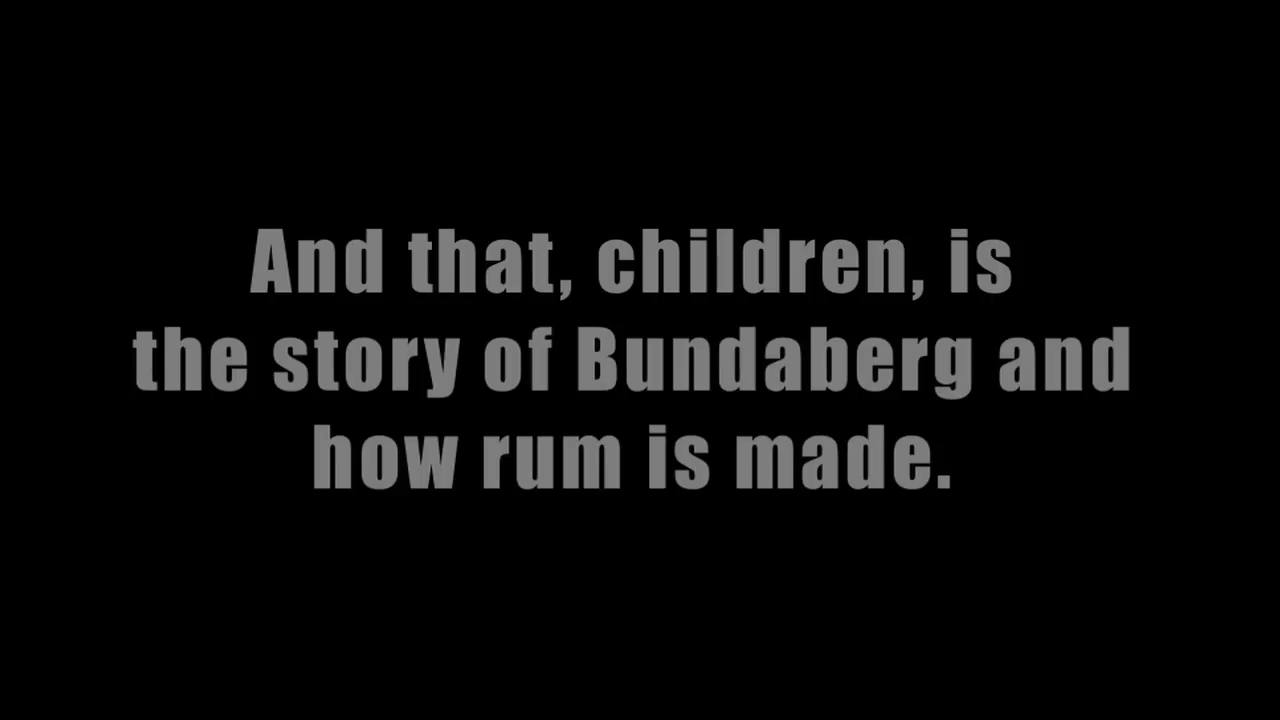 And that, children, is
the story of Bundaberg and
how rum is made.